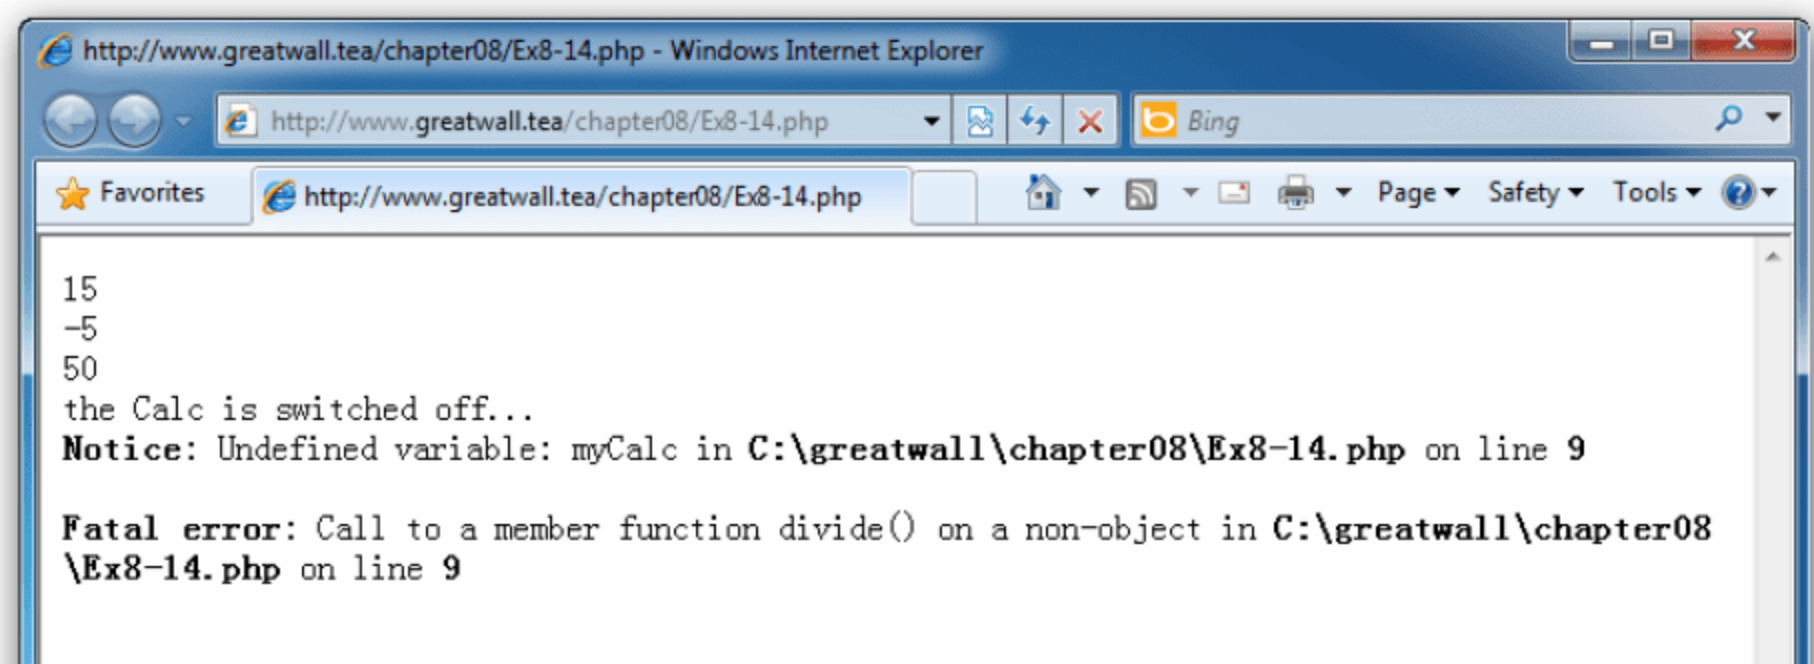 http://www.greatwall.tea/chapter08/Ex8-14.php - Windows Internet Explorer
http://www.greatwall.tea/chapter08/Ex8-14.php Bing
Favorites http://www.greatwall.tea/chapter08/Ex8-14.php Page Safety Tools
15
-5
50
the Calc is switched off...
Notice: Undefined variable: myCalc in C:\greatwall\chapter08\Ex8-14.php on line 9
Fatal error: Call to a member function divide() on a non-object in C:\greatwall\chapter08
\Ex8-14.php on line 9